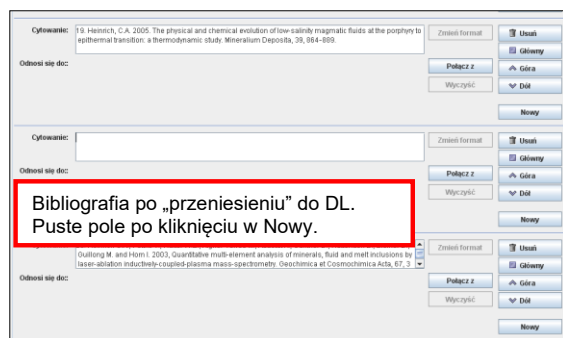 Cytowanie:
19. Heinrich, C.A. 2005. The physical and chemical evolution of low-salinity magmatic fluids at the porphyry to
epithermal transition: a thermodynamic study. Mineralium Deposita, 39, 864-889.
Zmień format
Usuń
Główny
Odnosi się do:
Połącz z
Góra
Wyczyść
Dół
Nowy
Cytowanie:
Zmień format
Usuń
Główny
Odnosi się do:
Połącz z
Góra
Wyczyść
Dół
Nowy
Bibliografia po „przeniesieniu” do DL.
Puste pole po kliknięciu w Nowy.
Guillong M. and Horn I. 2003, Quantitative multi-element analysis of minerals, fluid and melt inclusions by
laser-ablation inductively-coupled-plasma mass-spectrometry. Geochimica et Cosmochimica Acta, 67, 3
Zmień format
Usuń
Główny
Odnosi się do:
Połącz z
Góra
Wyczyść
Dół
Nowy